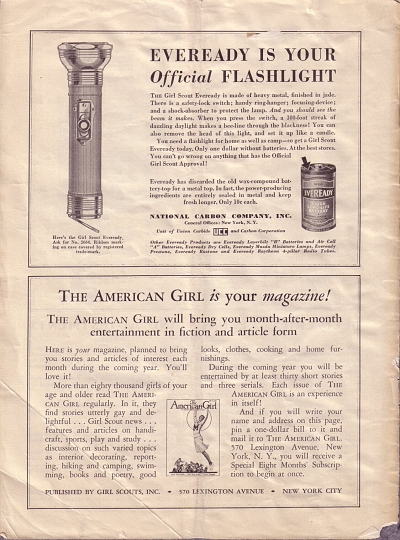 EVEREADY IS YOUR
Official FLASHLIGHT
THE Girl Scout Eveready is made of heavy metal, finished in jade.
There is a safety-lock switch; handy ring-hanger; focusing-device;
and a shock-absorber to protect the lamp. And you should see the
beam it makes. When you press the switch, a 300-foot streak of
dazzling daylight makes a bee-line through the blackness! You can
also remove the head of this light, and set it up like a candle.
You need a flashlight for home as well as camp—so get a Girl Scout
Eveready today. Only one dollar without batteries. At the best stores.
You can't go wrong on anything that has the Official
Girl Scout Approval!
Eveready has discarded the old wax-compound bat-
tery-top for a metal top. In fact, the power-producing
ingredients are entirely sealed in metal and keep
fresh longer. Only 10c each.
NATIONAL CARBON COMPANY, INC.
General Offices: New York, N. Y.
Unit of Union Carbide UCC and Carbon Corporation
Other Eveready Products are Eveready Layerbilt "B" Batteries and Air Cell
"A" Batteries, Eveready Dry Cells, Eveready Mazda Miniature Lamps, Eveready
Prestone, Eveready Rustone and Eveready Raytheon 4-pillar Radio Tubes.
EVEREADY
Here's the Girl Scout Eveready.
Ask for No. 2694. Ribbon mark-
ing on case covered by registered
trade-mark.
THE AMERICAN GIRL is your magazine!
THE AMERICAN GIRL will bring you month-after-month
entertainment in fiction and article form
HERE is your magazine, planned to bring
you stories and articles of interest each
month during the coming year. You'll
love it!
More than eighty thousand girls of your
age and older read THE AMERI-
CAN GIRL regularly. In it, they
find stories utterly gay and de-
lightful . . . Girl Scout news . . .
features and articles on handi-
craft, sports, play and study . . .
discussion on such varied topics
as interior decorating, report-
ing, hiking and camping, swim-
ming, books and poetry, good
looks, clothes, cooking and home fur-
nishings.
During the coming year you will be
entertained by at least thirty short stories
and three serials. Each issue of THE
AMERICAN GIRL is an experience
in itself!
And if you will write your
name and address on this page,
pin a one-dollar bill to it and
mail it to THE AMERICAN GIRL,
570 Lexington Avenue, New
York, N. Y., you will receive a
Special Eight Months' Subscrip-
tion to begin at once.
American Girl
PUBLISHED BY GIRL SCOUTS, INC. • 570 LEXINGTON AVENUE • NEW YORK CITY